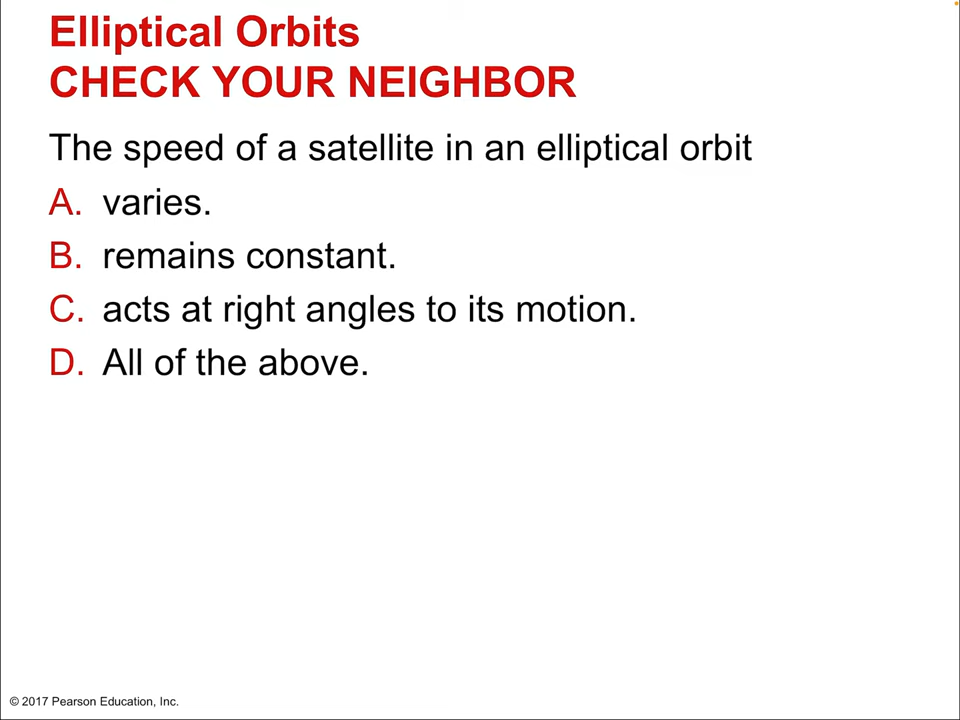 Elliptical Orbits
CHECK YOUR NEIGHBOR
The speed of a satellite in an elliptical orbit
A. varies.
B. remains constant.
C. acts at right angles to its motion.
D. All of the above.
© 2017 Pearson Education, Inc.